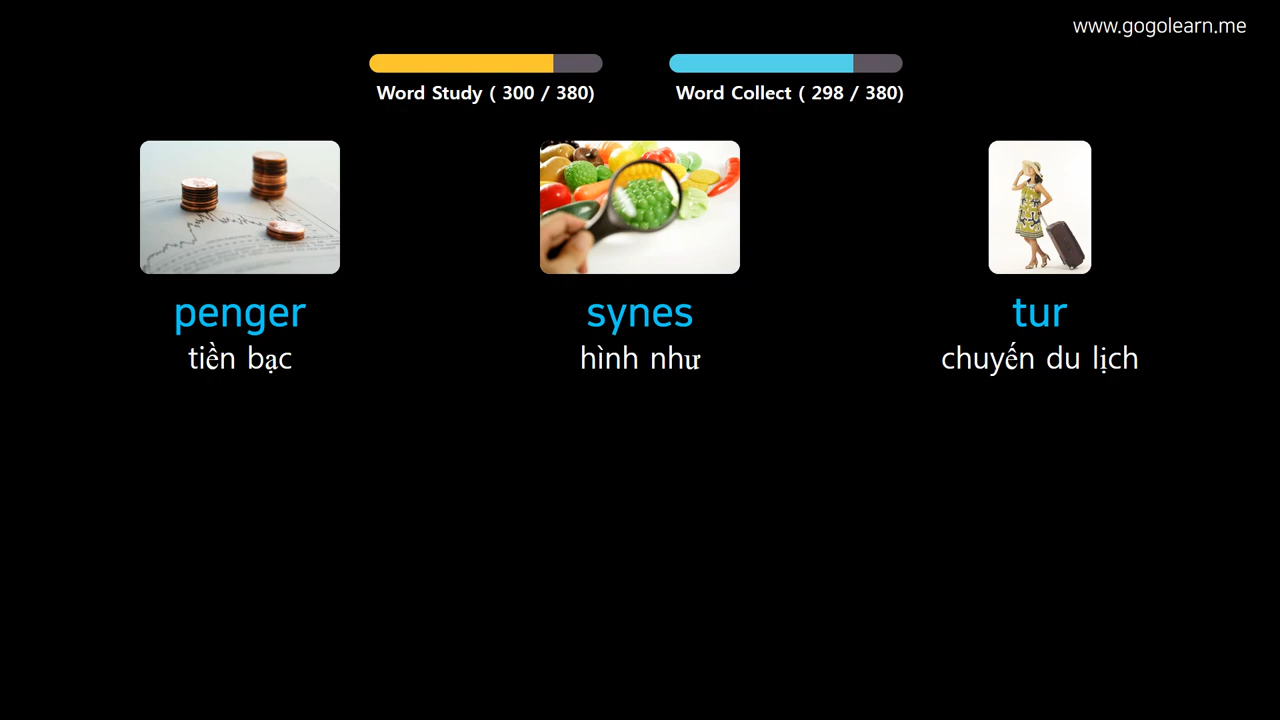 www.gogolearn.me
Word Study ( 300 / 380)
Word Collect ( 298 / 380)
penger
tiền bạc
synes
hình như
tur
chuyến du lịch